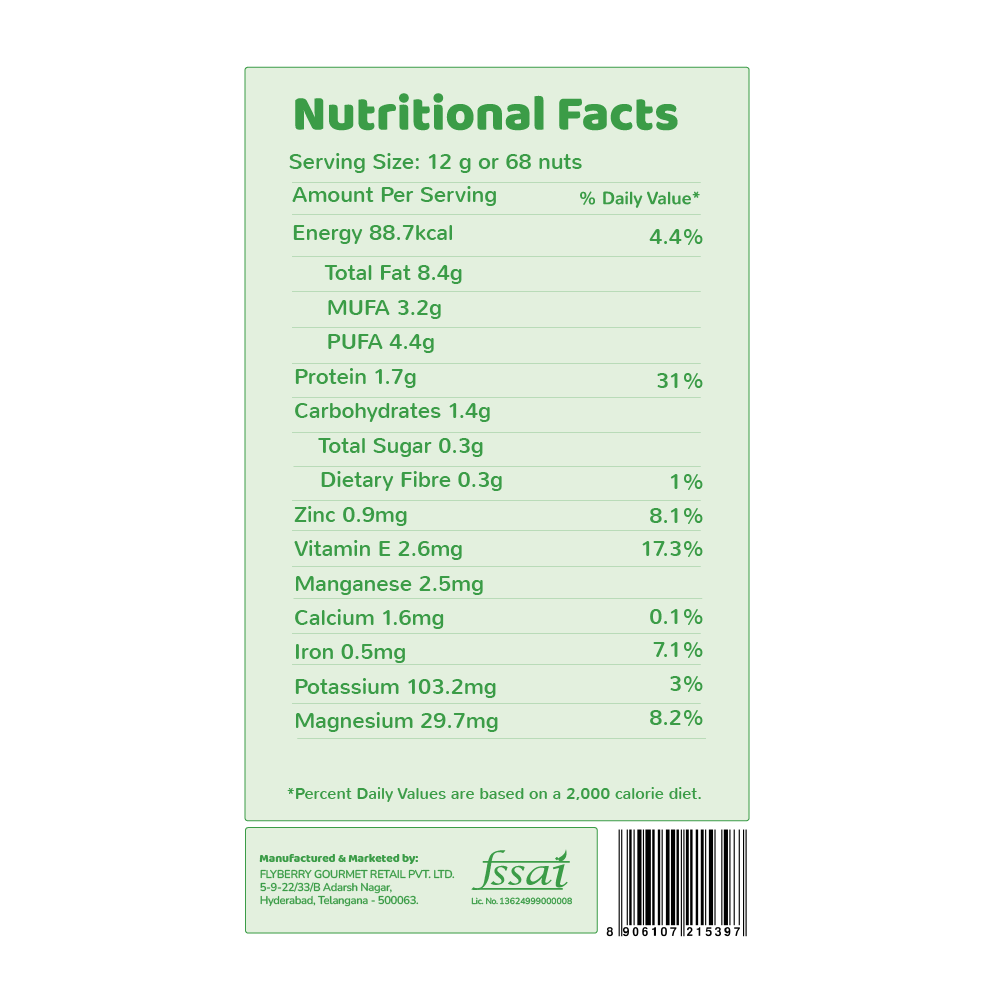 Nutritional Facts
Serving Size: 12 g or 68 nuts
Amount Per Serving % Daily Value*
Energy 88.7kcal 4.4%
Total Fat 8.4g
MUFA 3.2g
PUFA 4.4g
Protein 1.7g 31%
Carbohydrates 1.4g
Total Sugar 0.3g
Dietary Fibre 0.3g 1%
Zinc 0.9mg 8.1%
Vitamin E 2.6mg 17.3%
Manganese 2.5mg
Calcium 1.6mg 0.1%
Iron 0.5mg 7.1%
Potassium 103.2mg 3%
Magnesium 29.7mg 8.2%
*Percent Daily Values are based on a 2,000 calorie diet.
Manufactured & Marketed by:
FLYBERRY GOURMET RETAIL PVT. LTD.
5-9-22/33/B Adarsh Nagar,
Hyderabad, Telangana - 500063.
fssai
Lic. No. 13624999000008
8 906107 215397